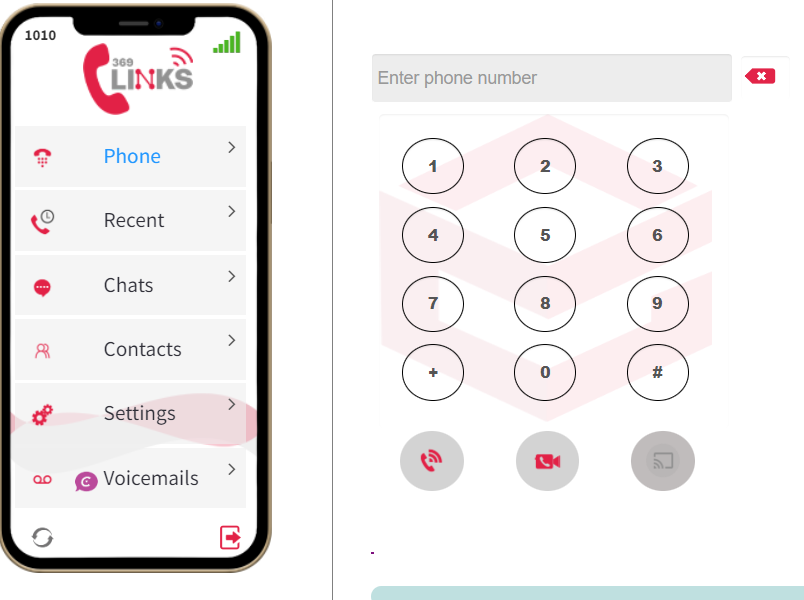 1010
369
LINKS
Phone
Recent
Chats
Contacts
Settings
Voicemails
Enter phone number
1 2 3
4 5 6
7 8 9
+ 0 #